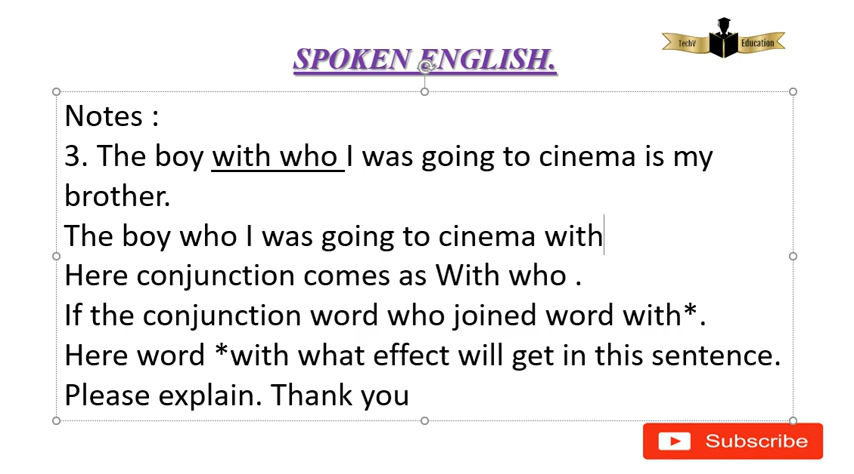 TechV Education
SPOKEN ENGLISH.
Notes :
3. The boy with who I was going to cinema is my
brother.
The boy who I was going to cinema with
Here conjunction comes as With who .
If the conjunction word who joined word with*.
Here word *with what effect will get in this sentence.
Please explain. Thank you
Subscribe